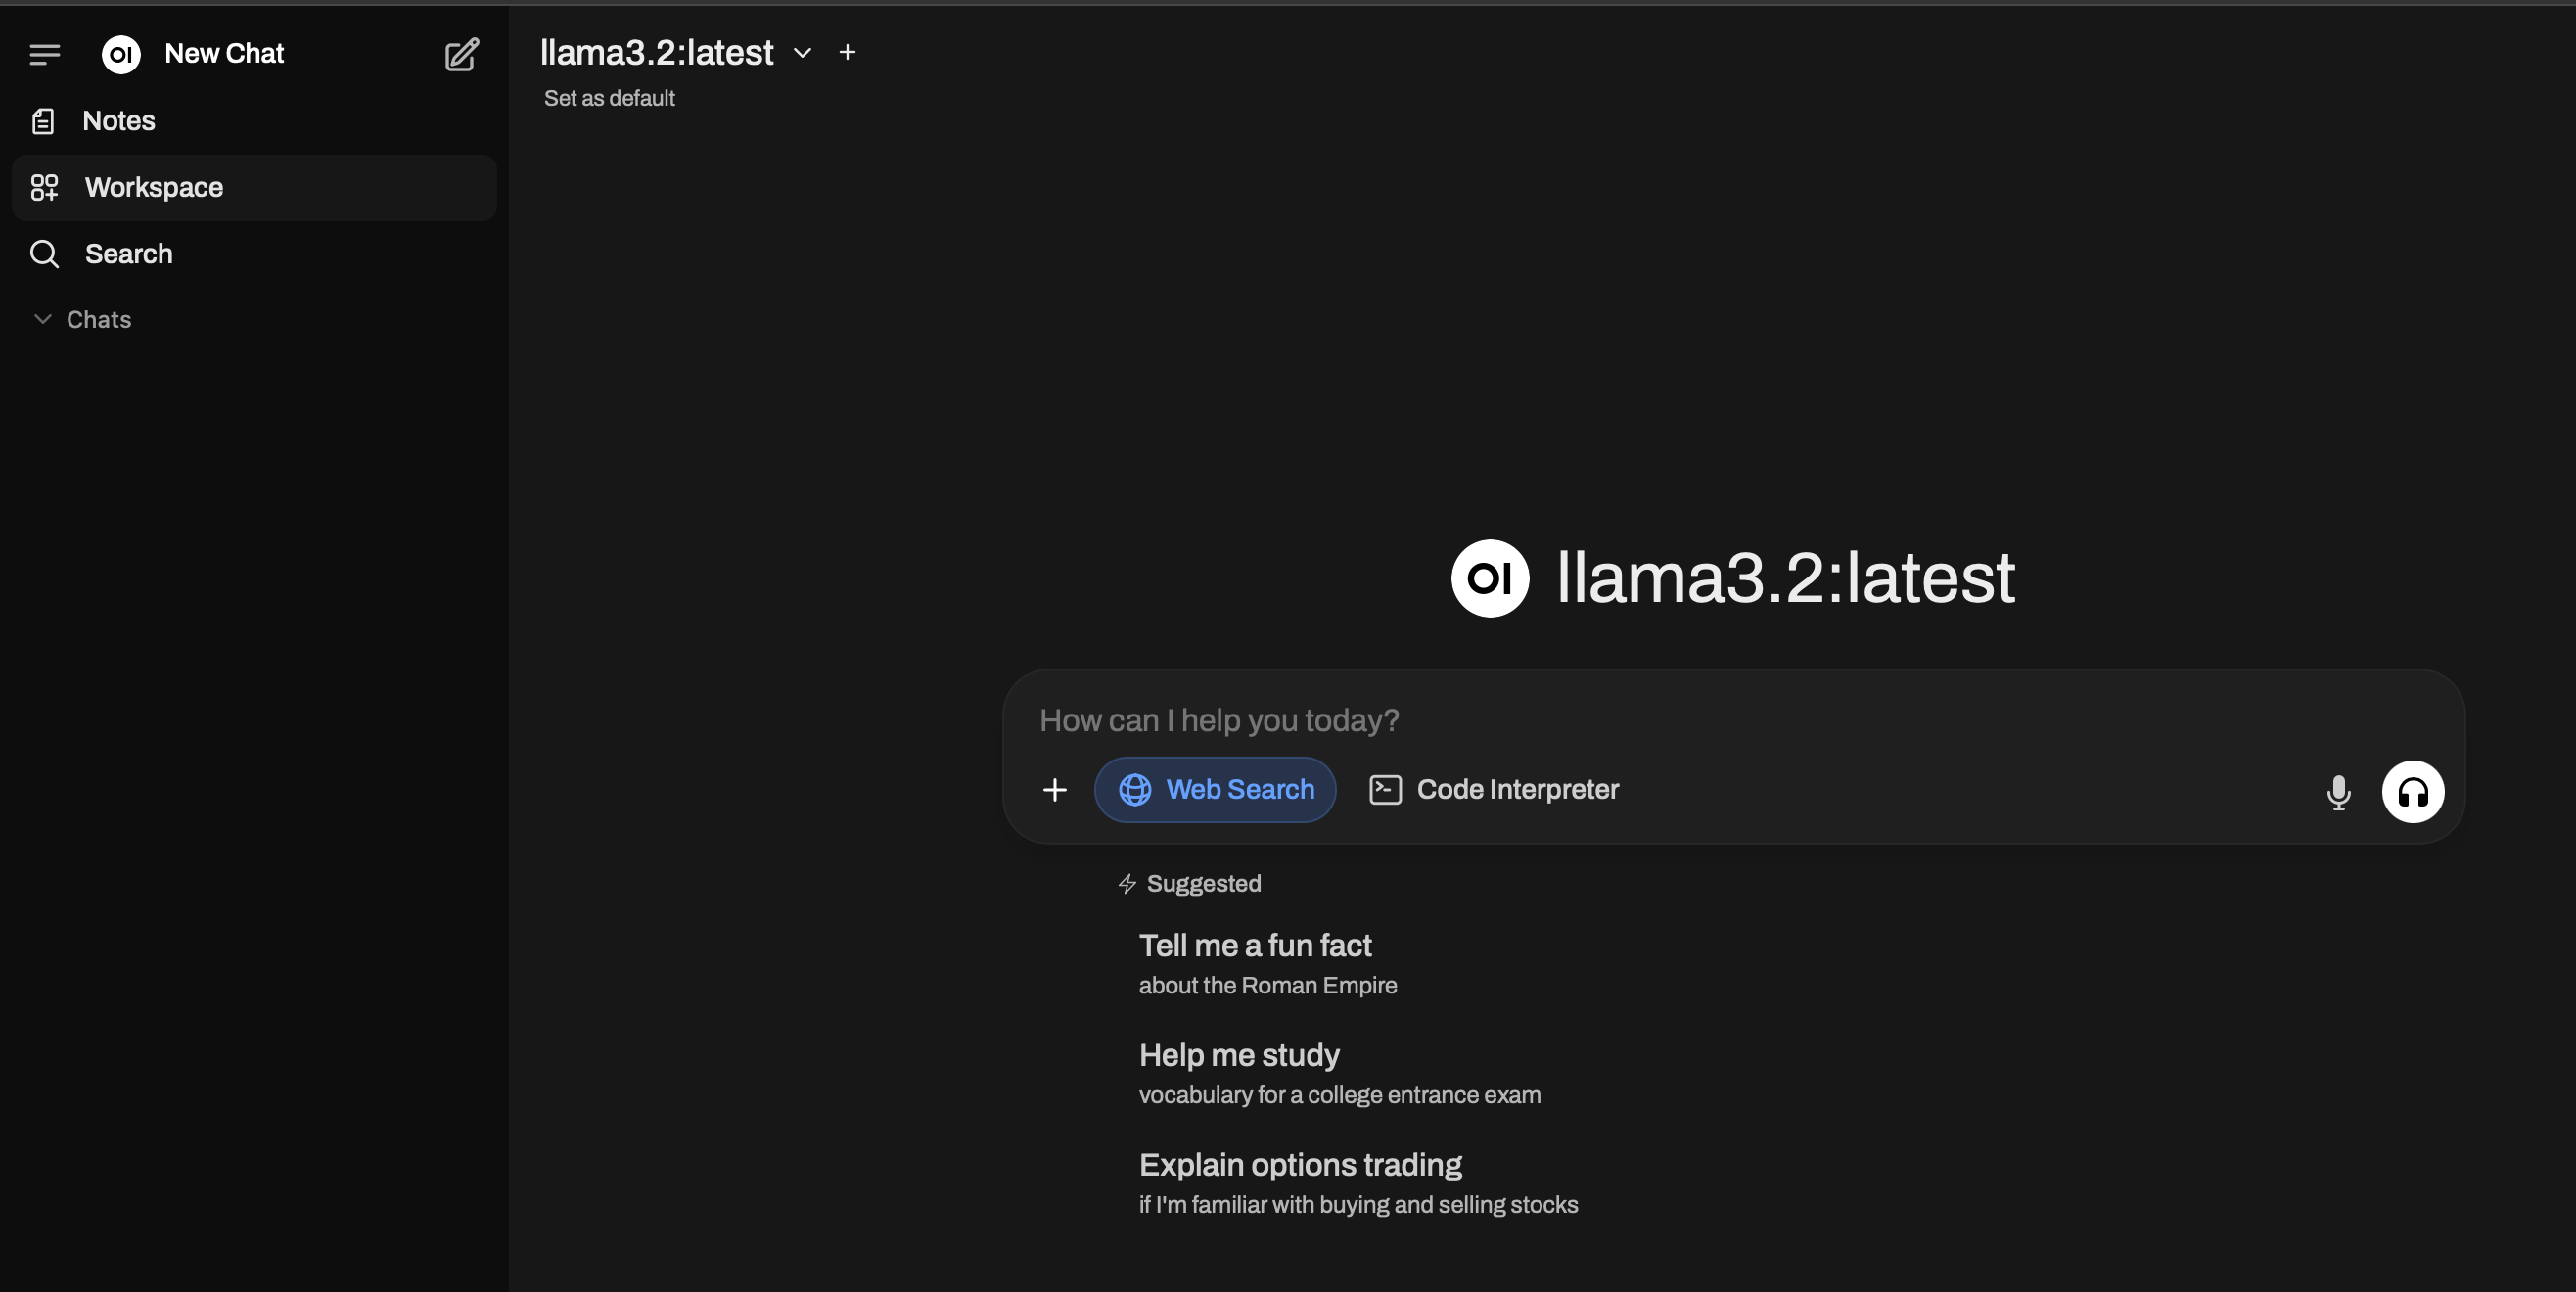 OI New Chat
Notes
Workspace
Search
Chats
llama3.2:latest
Set as default
OI llama3.2:latest
How can I help you today?
Web Search Code Interpreter
Suggested
Tell me a fun fact
about the Roman Empire
Help me study
vocabulary for a college entrance exam
Explain options trading
if I'm familiar with buying and selling stocks